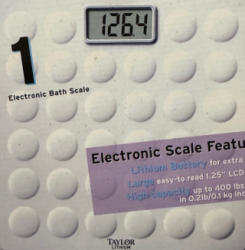 126.4
1
Electronic Bath Scale
Electronic Scale Featu
Lithium Battery for extra
Large easy-to read 1.25" LCD
High capacity up to 400 lbs
in 0.2lb/0.1 kg inc
TAYLOR
LITHIUM